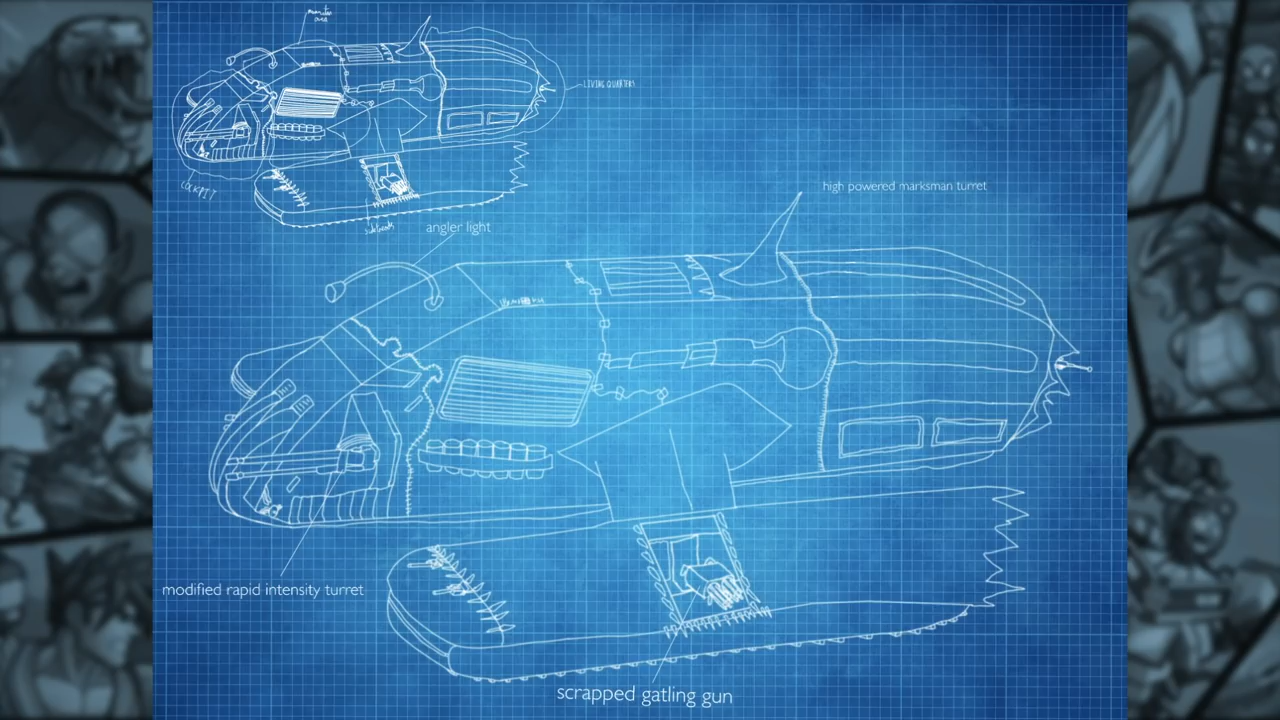 LIVING QUARTERS
COCKPIT
high powered marksman turret
angler light
modified rapid intensity turret
scrapped gatling gun